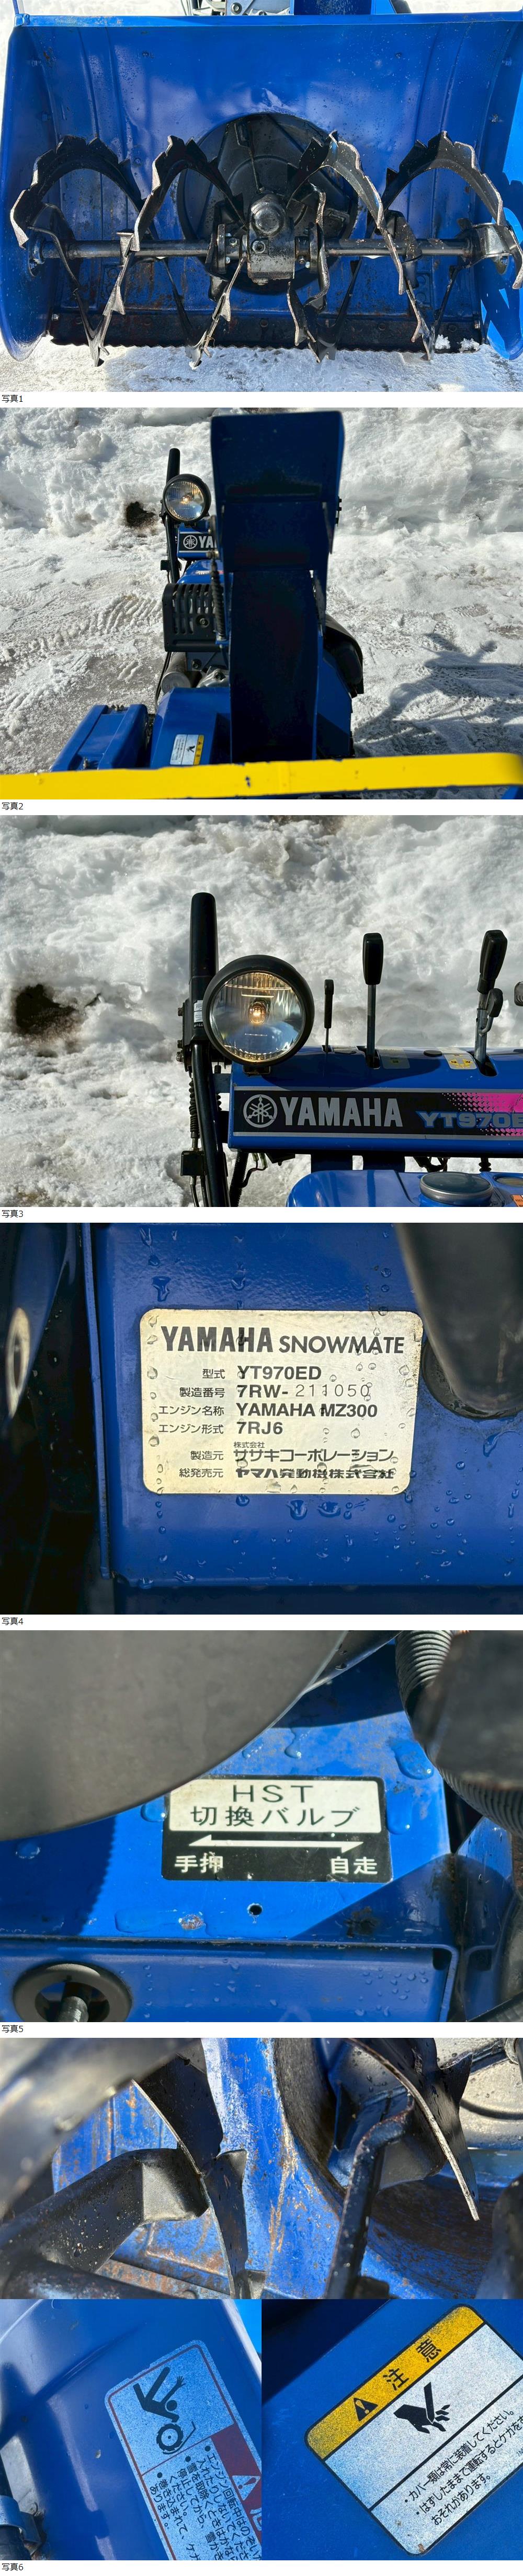 写真1
YA
写真2
YAMAHA YT970E
写真3
YAMAHA SNOWMATE
型式 YT970ED
製造番号 7RW-211050
エンジン名称 YAMAHA MZ300
エンジン形式 7RJ6
株式会社
製造元 ササキコーポレーション
総発売元 ヤマハ発動機株式会社
写真4
HST
切換バルブ
手押 自走
写真5
注意
・カバー類は常に装着してください。
・はずしたままで運転するとケガを
おそれがあります。
写真6